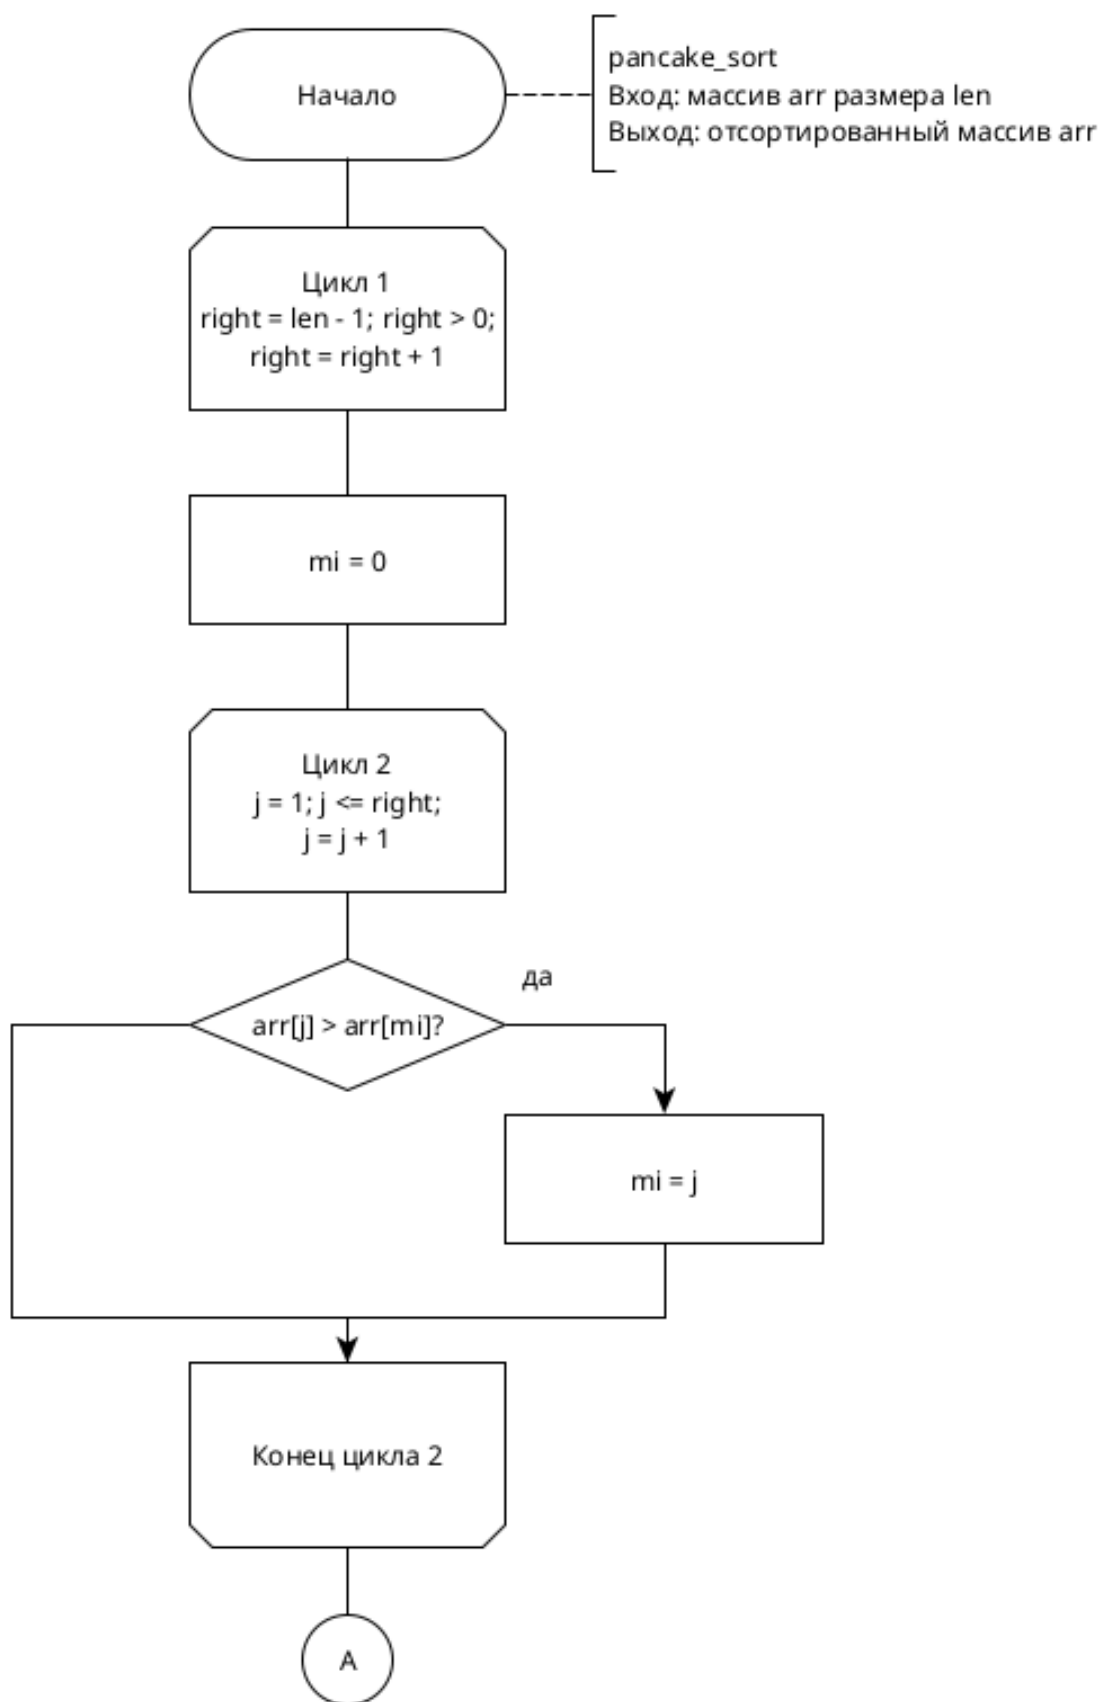 Начало
pancake_sort
Вход: массив arr размера len
Выход: отсортированный массив arr
Цикл 1
right = len - 1; right > 0;
right = right + 1
mi = 0
Цикл 2
j = 1; j <= right;
j = j + 1
да
arr[j] > arr[mi]?
mi = j
Конец цикла 2
A